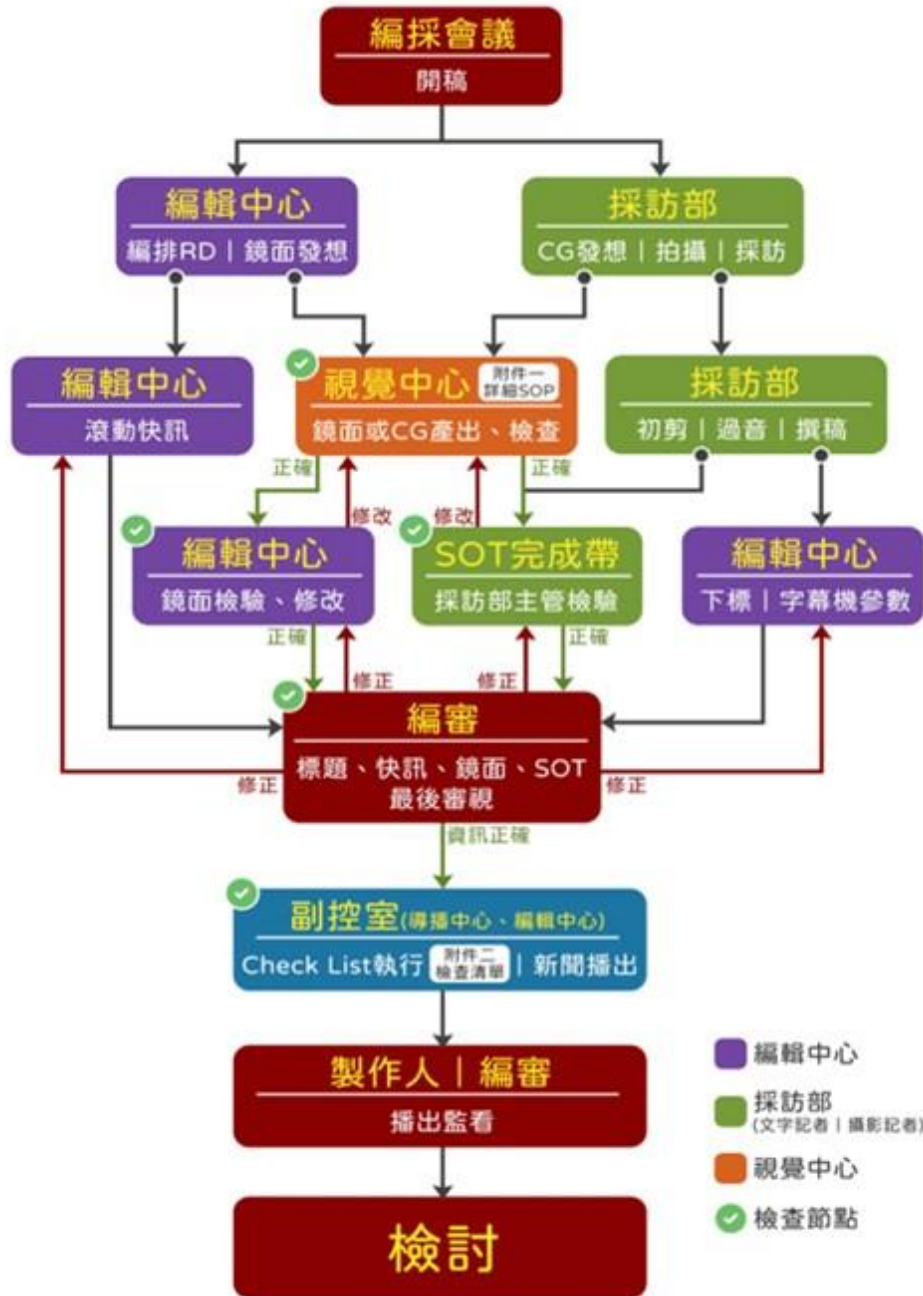 編採會議
開稿
編輯中心
編排RD | 鏡面發想
採訪部
CG發想 | 拍攝 | 採訪
編輯中心
滾動快訊
視覺中心
附件一
詳細SOP
鏡面或CG產出、檢查
採訪部
初剪 | 過音 | 撰稿
正確
修改
修改
正確
編輯中心
鏡面檢驗、修改
SOT完成帶
採訪部主管檢驗
編輯中心
下標 | 字幕機參數
正確
修正
修正
正確
編審
標題、快訊、鏡面、SOT
最後審視
修正
修正
資訊正確
副控室(導播中心、編輯中心)
Check List執行
附件二
檢查清單
| 新聞播出
製作人 | 編審
播出監看
檢討
編輯中心
採訪部
(文字記者 | 攝影記者)
視覺中心
檢查節點